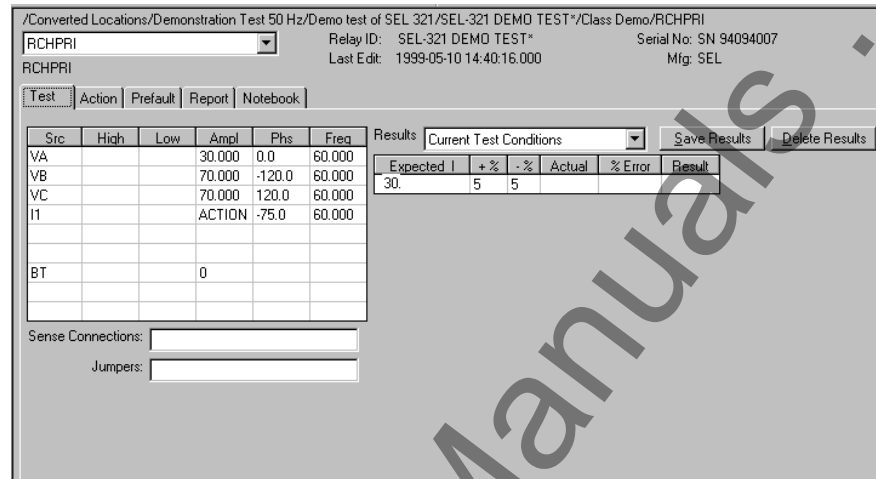 /Converted Locations/Demonstration Test 50 Hz/Demo test of SEL 321/SEL-321 DEMO TEST*/Class Demo/RCHPRI
RCHPRI Relay ID: SEL-321 DEMO TEST* Serial No: SN 94094007
RCHPRI Last Edit: 1999-05-10 14:40:16.000 Mfg: SEL
Test Action Prefault Report Notebook
Results Current Test Conditions Save Results Delete Results
Src High Low Ampl Phs Freq
VA 30.000 0.0 60.000
VB 70.000 -120.0 60.000
VC 70.000 120.0 60.000
I1 ACTION -75.0 60.000
BT 0
Expected I + % - % Actual % Error Result
30. 5 5
Sense Connections:
Jumpers:
Manuals .